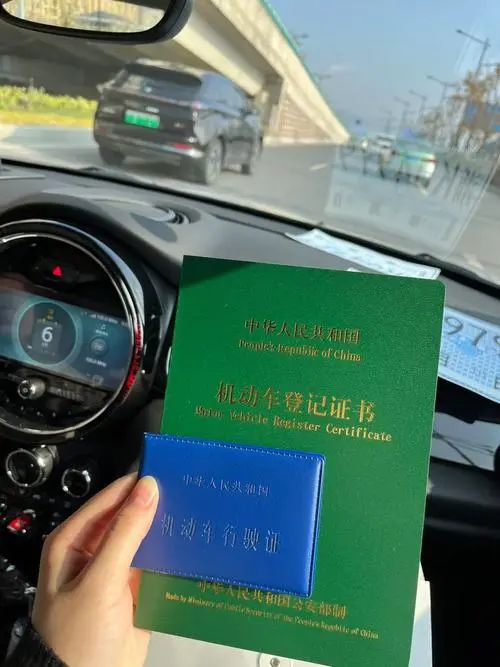 中华人民共和国
People's Republic of China
机动车登记证书
Motor Vehicle Register Certificate
中华人民共和国
机动车行驶证
中华人民共和国公安部制
Made by Ministry of Public Security of the People's Republic of China
6